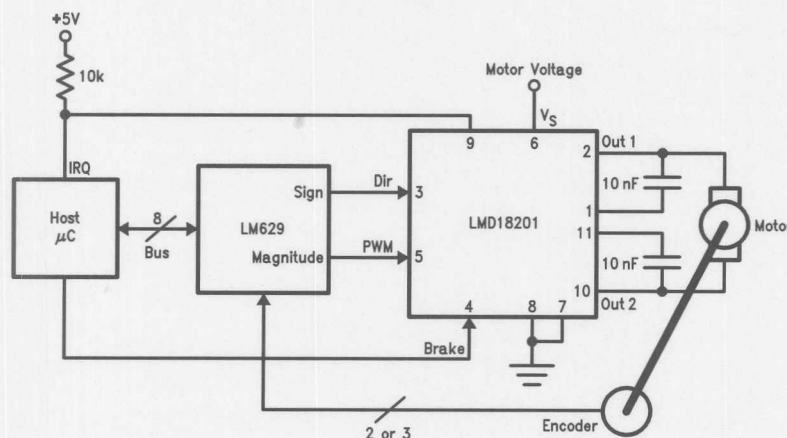 +5V
10k
Motor Voltage
VS
9
6
Out 1
2
IRQ
10 nF
Host
μC
8
Bus
Sign
Dir
3
LM629
LMD18201
1
11
Motor
Magnitude
PWM
5
10 nF
10
Out 2
4
8
7
Brake
Encoder
2 or 3